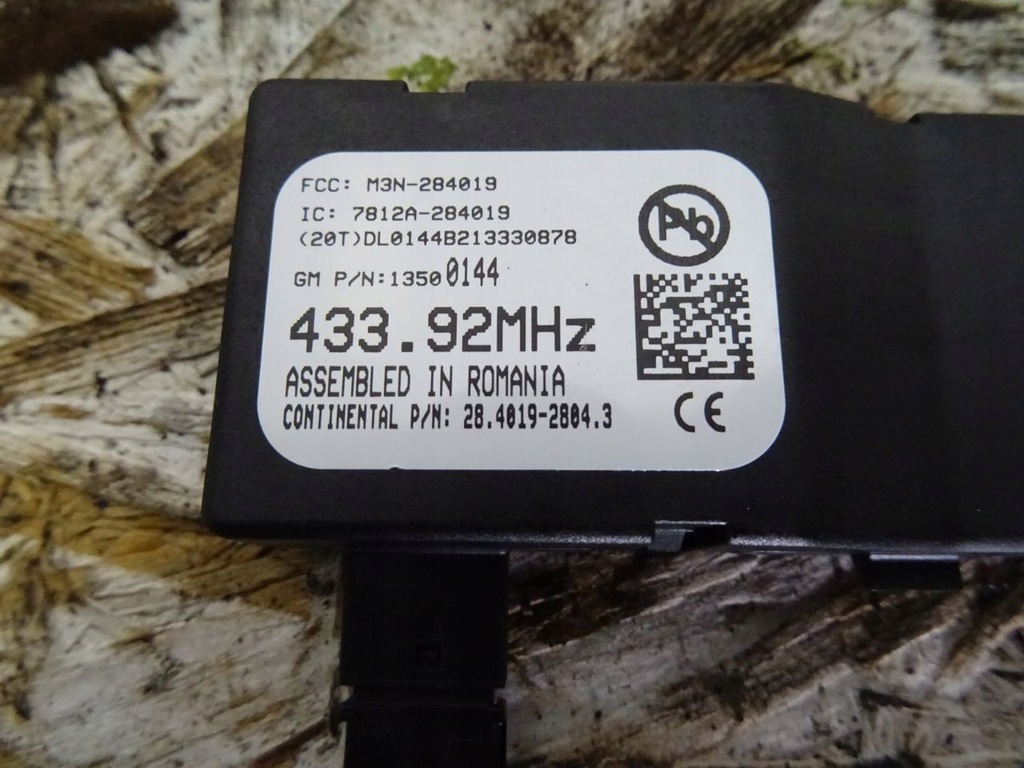 FCC: M3N-284019
IC: 7812A-284019
(20T)DL0144B213330878
GM P/N:13500144
433.92MHz
ASSEMBLED IN ROMANIA
CONTINENTAL P/N: 28.4019-2804.3
Pb
CE